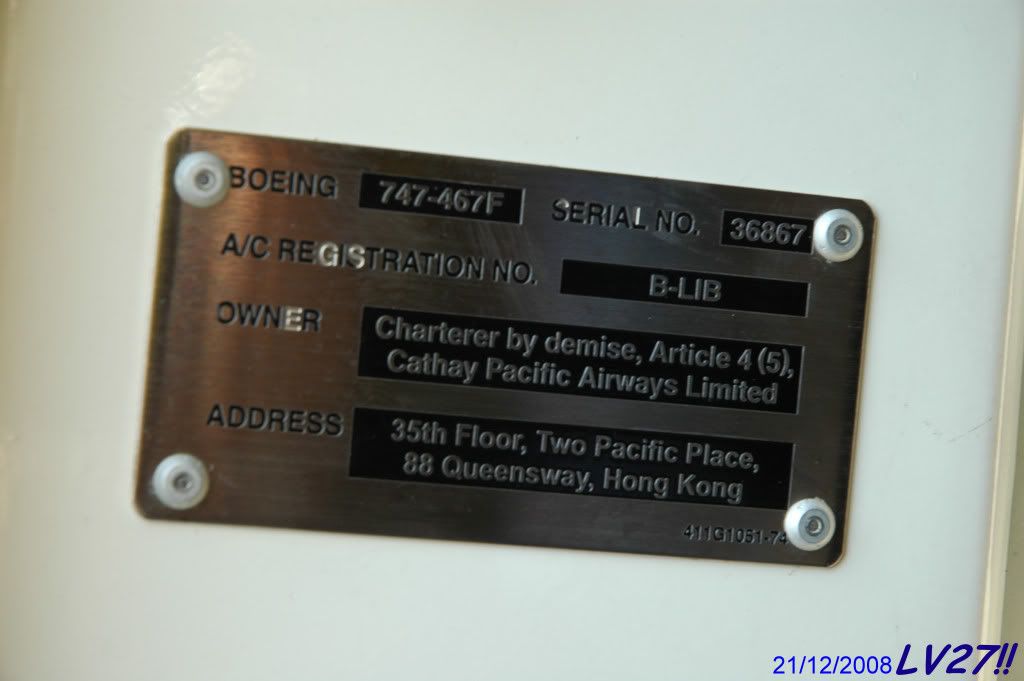 BOEING 747-467F SERIAL NO. 36867
A/C REGISTRATION NO. B-LIB
OWNER Charterer by demise, Article 4 (5),
Cathay Pacific Airways Limited
ADDRESS 35th Floor, Two Pacific Place,
88 Queensway, Hong Kong
411G1051-74
21/12/2008 LV27!!